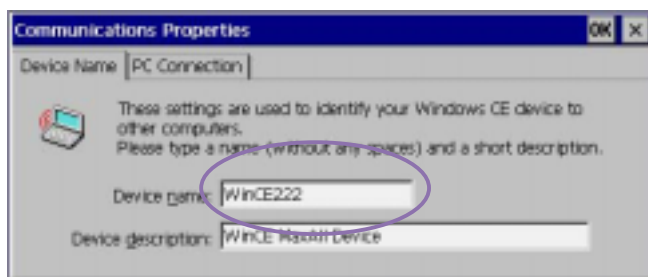 Communications Properties OK ×
Device Name PC Connection
These settings are used to identify your Windows CE device to
other computers.
Please type a name (without any spaces) and a short description.
Device name: WinCE222
Device description: WinCE MaxAtt Device